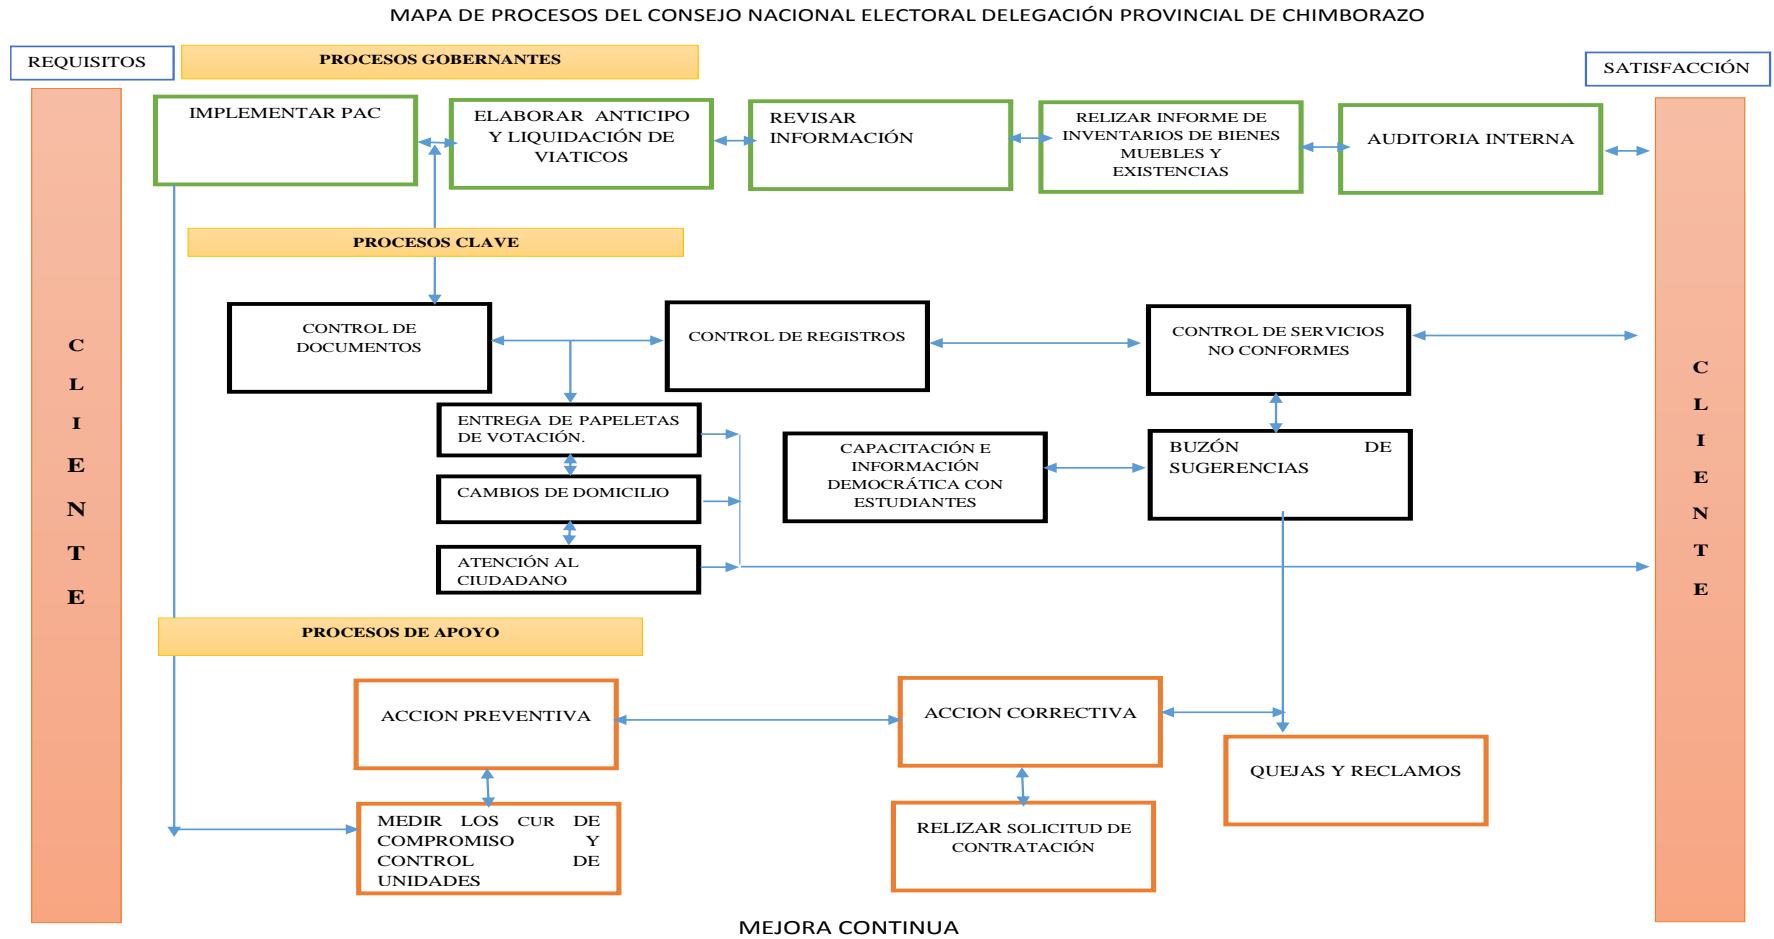 MAPA DE PROCESOS DEL CONSEJO NACIONAL ELECTORAL DELEGACIÓN PROVINCIAL DE CHIMBORAZO
REQUISITOS
PROCESOS GOBERNANTES
SATISFACCIÓN
IMPLEMENTAR PAC
ELABORAR ANTICIPO
Y LIQUIDACIÓN DE
VIATICOS
REVISAR
INFORMACIÓN
RELIZAR INFORME DE
INVENTARIOS DE BIENES
MUEBLES Y
EXISTENCIAS
AUDITORIA INTERNA
PROCESOS CLAVE
C
L
I
E
N
T
E
CONTROL DE
DOCUMENTOS
CONTROL DE REGISTROS
CONTROL DE SERVICIOS
NO CONFORMES
C
L
I
E
N
T
E
ENTREGA DE PAPELETAS
DE VOTACIÓN.
CAMBIOS DE DOMICILIO
ATENCIÓN AL
CIUDADANO
CAPACITACIÓN E
INFORMACIÓN
DEMOCRÁTICA CON
ESTUDIANTES
BUZÓN DE
SUGERENCIAS
PROCESOS DE APOYO
ACCION PREVENTIVA
ACCION CORRECTIVA
QUEJAS Y RECLAMOS
MEDIR LOS CUR DE
COMPROMISO Y
CONTROL DE
UNIDADES
RELIZAR SOLICITUD DE
CONTRATACIÓN
MEJORA CONTINUA